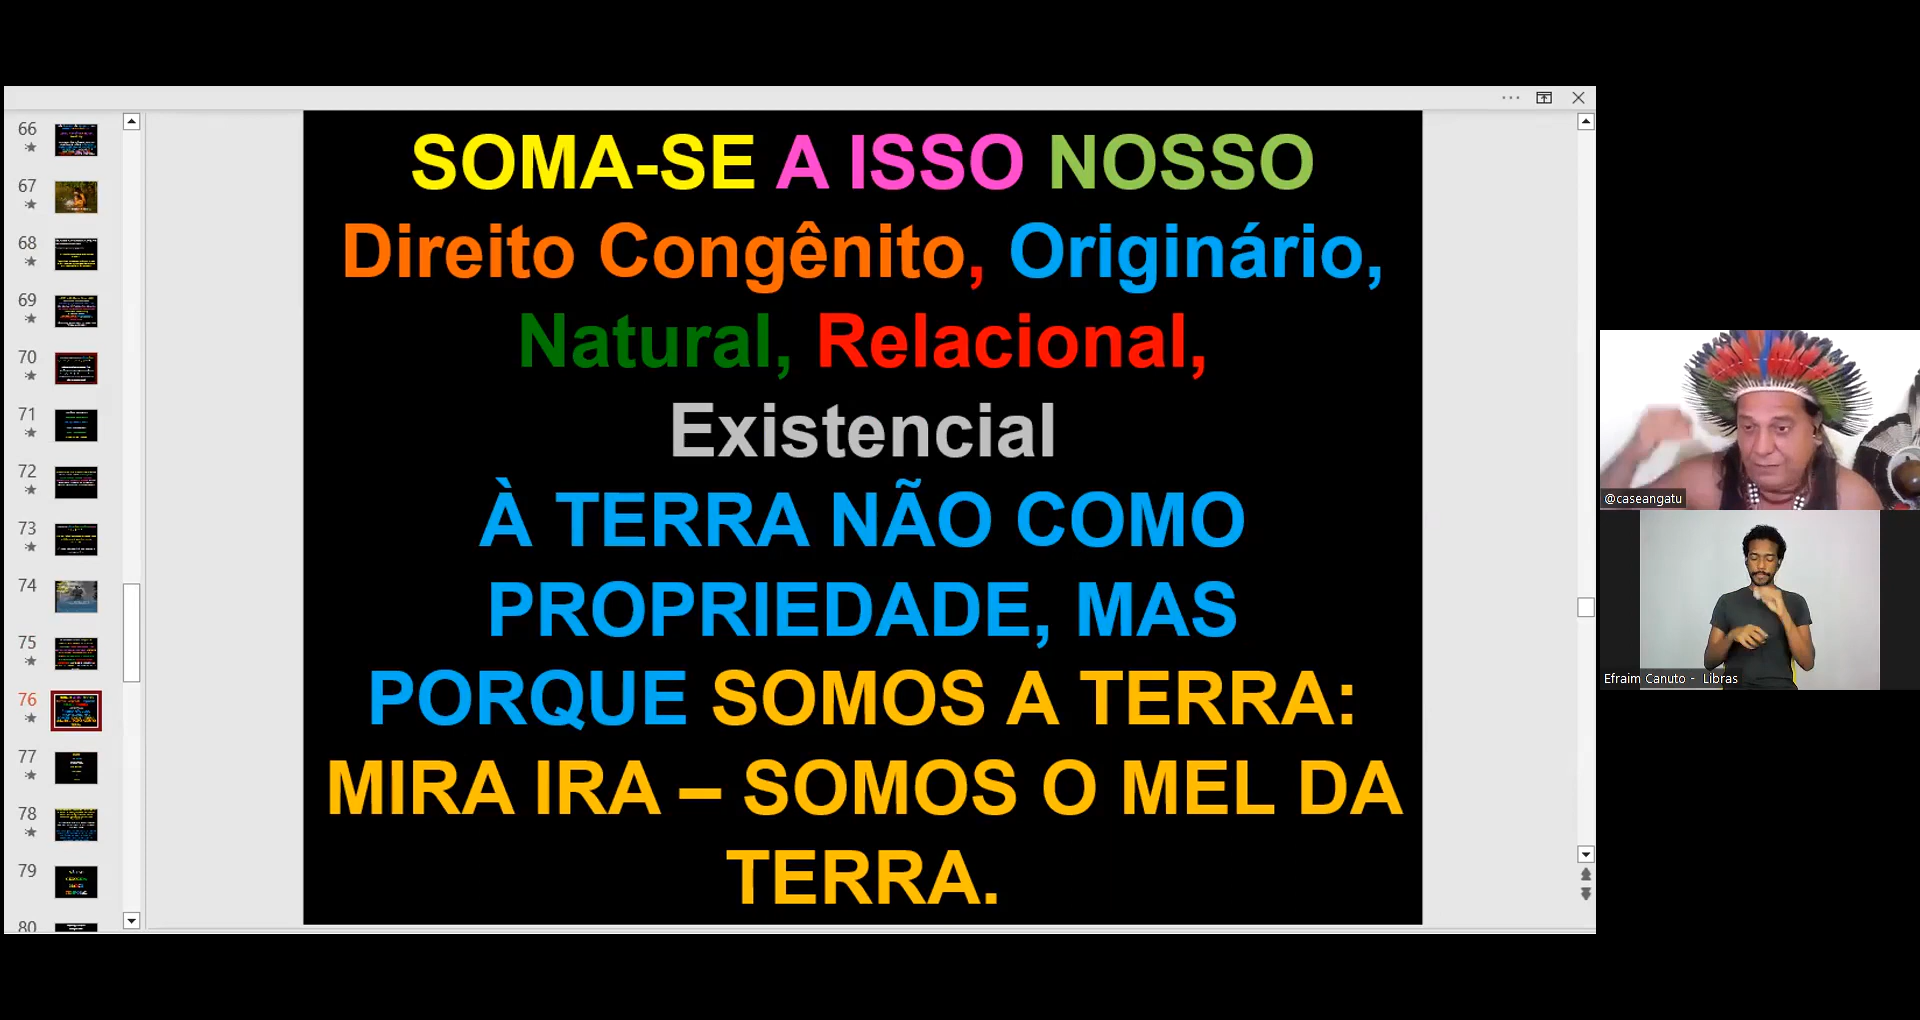 66
67
68
69
70
71
72
73
74
75
76
77
78
79
80
SOMA-SE A ISSO NOSSO
Direito Congênito, Originário,
Natural, Relacional,
Existencial
À TERRA NÃO COMO
PROPRIEDADE, MAS
PORQUE SOMOS A TERRA:
MIRA IRA – SOMOS O MEL DA
TERRA.
@caseangatu
Efraim Canuto - Libras